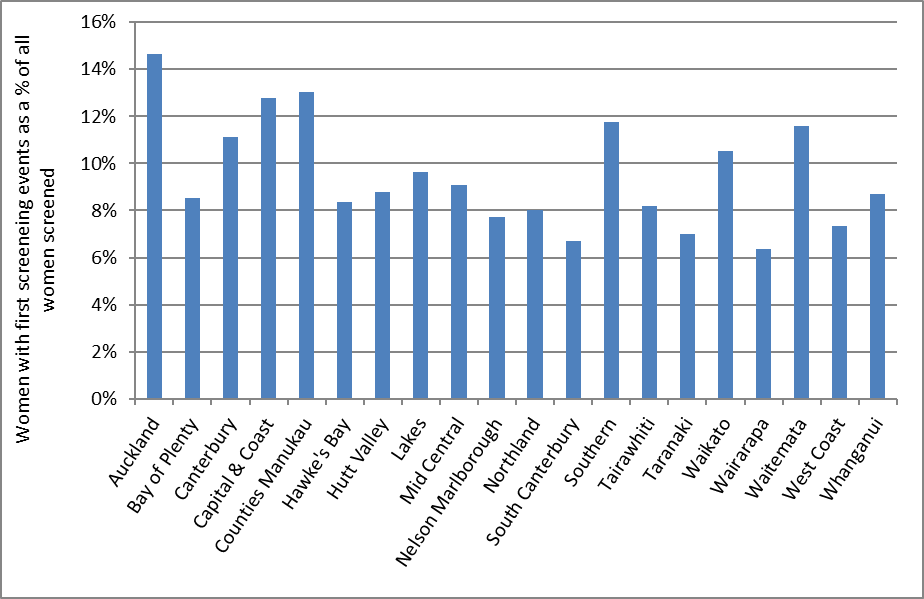 Women with first screeneing events as a % of all
women screened
16%
14%
12%
10%
8%
6%
4%
2%
0%
Auckland
Bay of Plenty
Canterbury
Capital & Coast
Counties Manukau
Hawke's Bay
Hutt Valley
Lakes
Mid Central
Nelson Marlborough
Northland
South Canterbury
Southern
Tairawhiti
Taranaki
Waikato
Wairarapa
Waitemata
West Coast
Whanganui